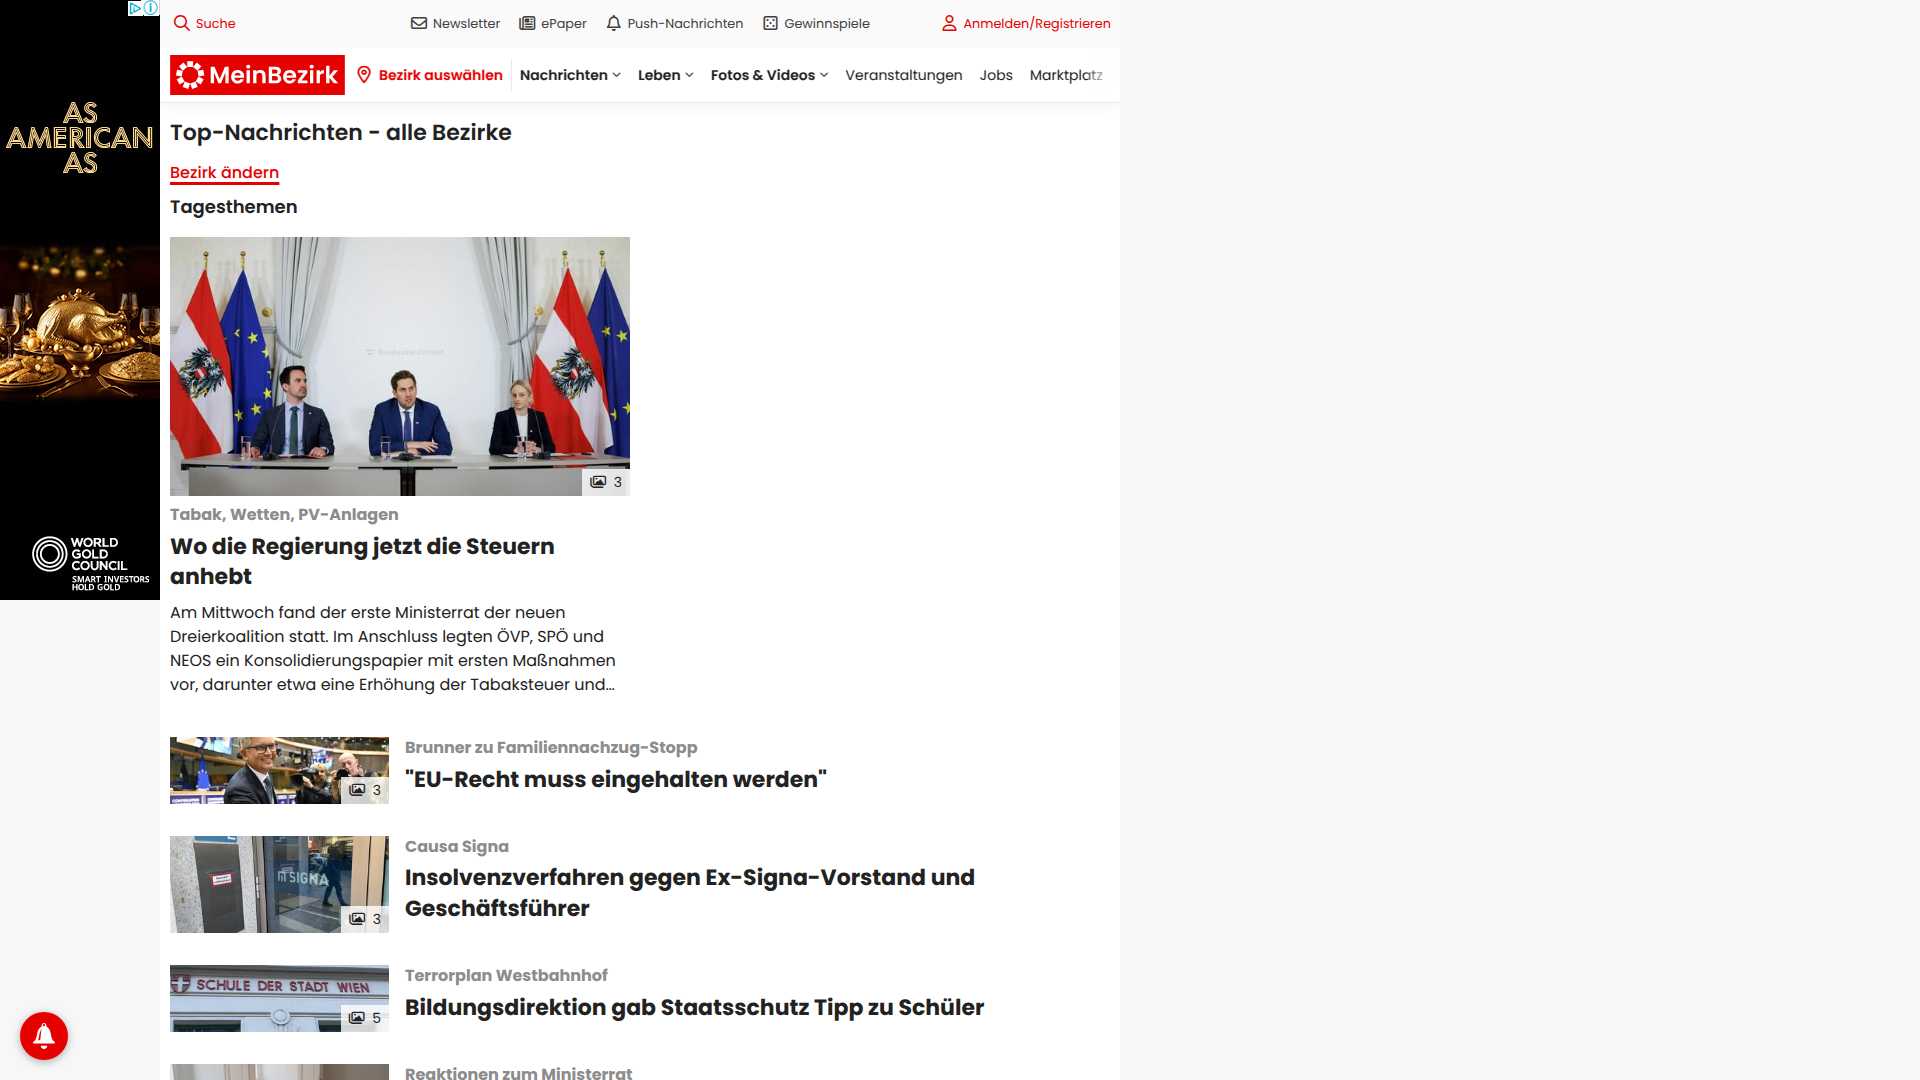 Suche
Newsletter
ePaper
Push-Nachrichten
Gewinnspiele
Anmelden/Registrieren
MeinBezirk
Bezirk auswählen
Nachrichten
Leben
Fotos & Videos
Veranstaltungen
Jobs
Marktplatz
AS
AMERICAN
AS
WORLD
GOLD
COUNCIL
SMART INVESTORS
HOLD GOLD
Top-Nachrichten - alle Bezirke
Bezirk ändern
Tagesthemen
3
Tabak, Wetten, PV-Anlagen
Wo die Regierung jetzt die Steuern
anhebt
Am Mittwoch fand der erste Ministerrat der neuen
Dreierkoalition statt. Im Anschluss legten ÖVP, SPÖ und
NEOS ein Konsolidierungspapier mit ersten Maßnahmen
vor, darunter etwa eine Erhöhung der Tabaksteuer und...
3
Brunner zu Familiennachzug-Stopp
"EU-Recht muss eingehalten werden"
SIGNA
3
Causa Signa
Insolvenzverfahren gegen Ex-Signa-Vorstand und
Geschäftsführer
SCHULE DER STADT WIEN
5
Terrorplan Westbahnhof
Bildungsdirektion gab Staatsschutz Tipp zu Schüler
Reaktionen zum Ministerrat